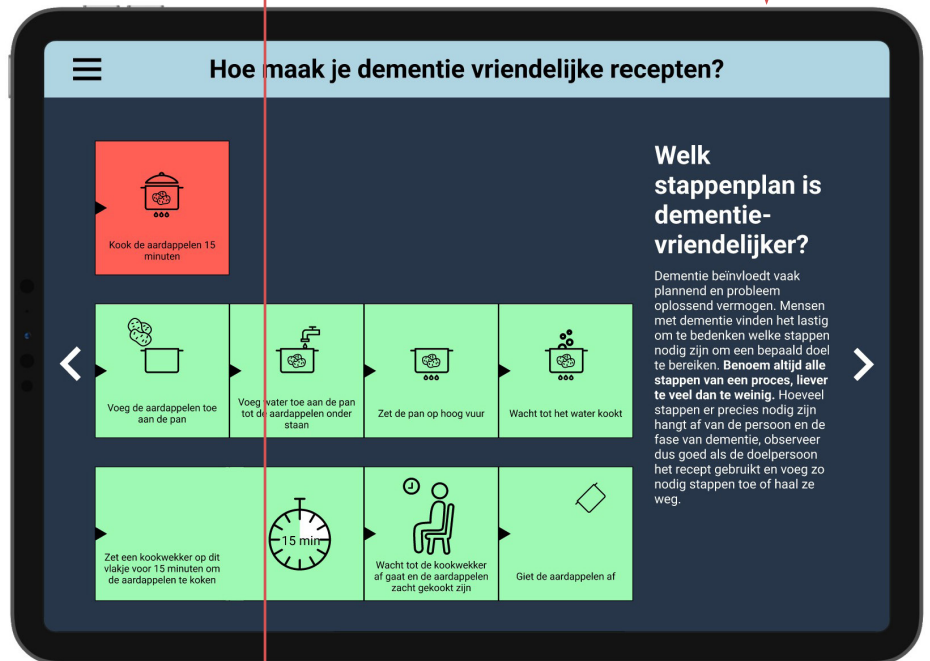 Hoe maak je dementie vriendelijke recepten?
Kook de aardappelen 15
minuten
Voeg de aardappelen toe
aan de pan
Voeg water toe aan de pan
tot de aardappelen onder
staan
Zet de pan op hoog vuur
Wacht tot het water kookt
Zet een kookwekker op dit
vlakje voor 15 minuten om
de aardappelen te koken
15 min
Wacht tot de kookwekker
af gaat en de aardappelen
zacht gekookt zijn
Giet de aardappelen af
Welk
stappenplan is
dementie-
vriendelijker?
Dementie beïnvloedt vaak
plannend en probleem
oplossend vermogen. Mensen
met dementie vinden het lastig
om te bedenken welke stappen
nodig zijn om een bepaald doel
te bereiken. Benoem altijd alle
stappen van een proces, liever
te veel dan te weinig. Hoeveel
stappen er precies nodig zijn
hangt af van de persoon en de
fase van dementie, observeer
dus goed als de doelpersoon
het recept gebruikt en voeg zo
nodig stappen toe of haal ze
weg.